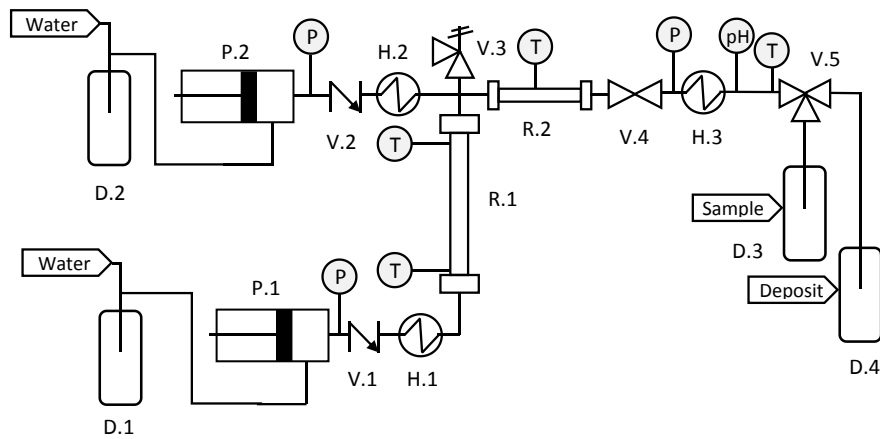 Water
P.2
P
H.2
V.3
T
P
pH
T
V.5
V.2
R.2
V.4
H.3
D.2
T
R.1
Sample
D.3
Water
T
P.1
P
Deposit
V.1
H.1
D.4
D.1